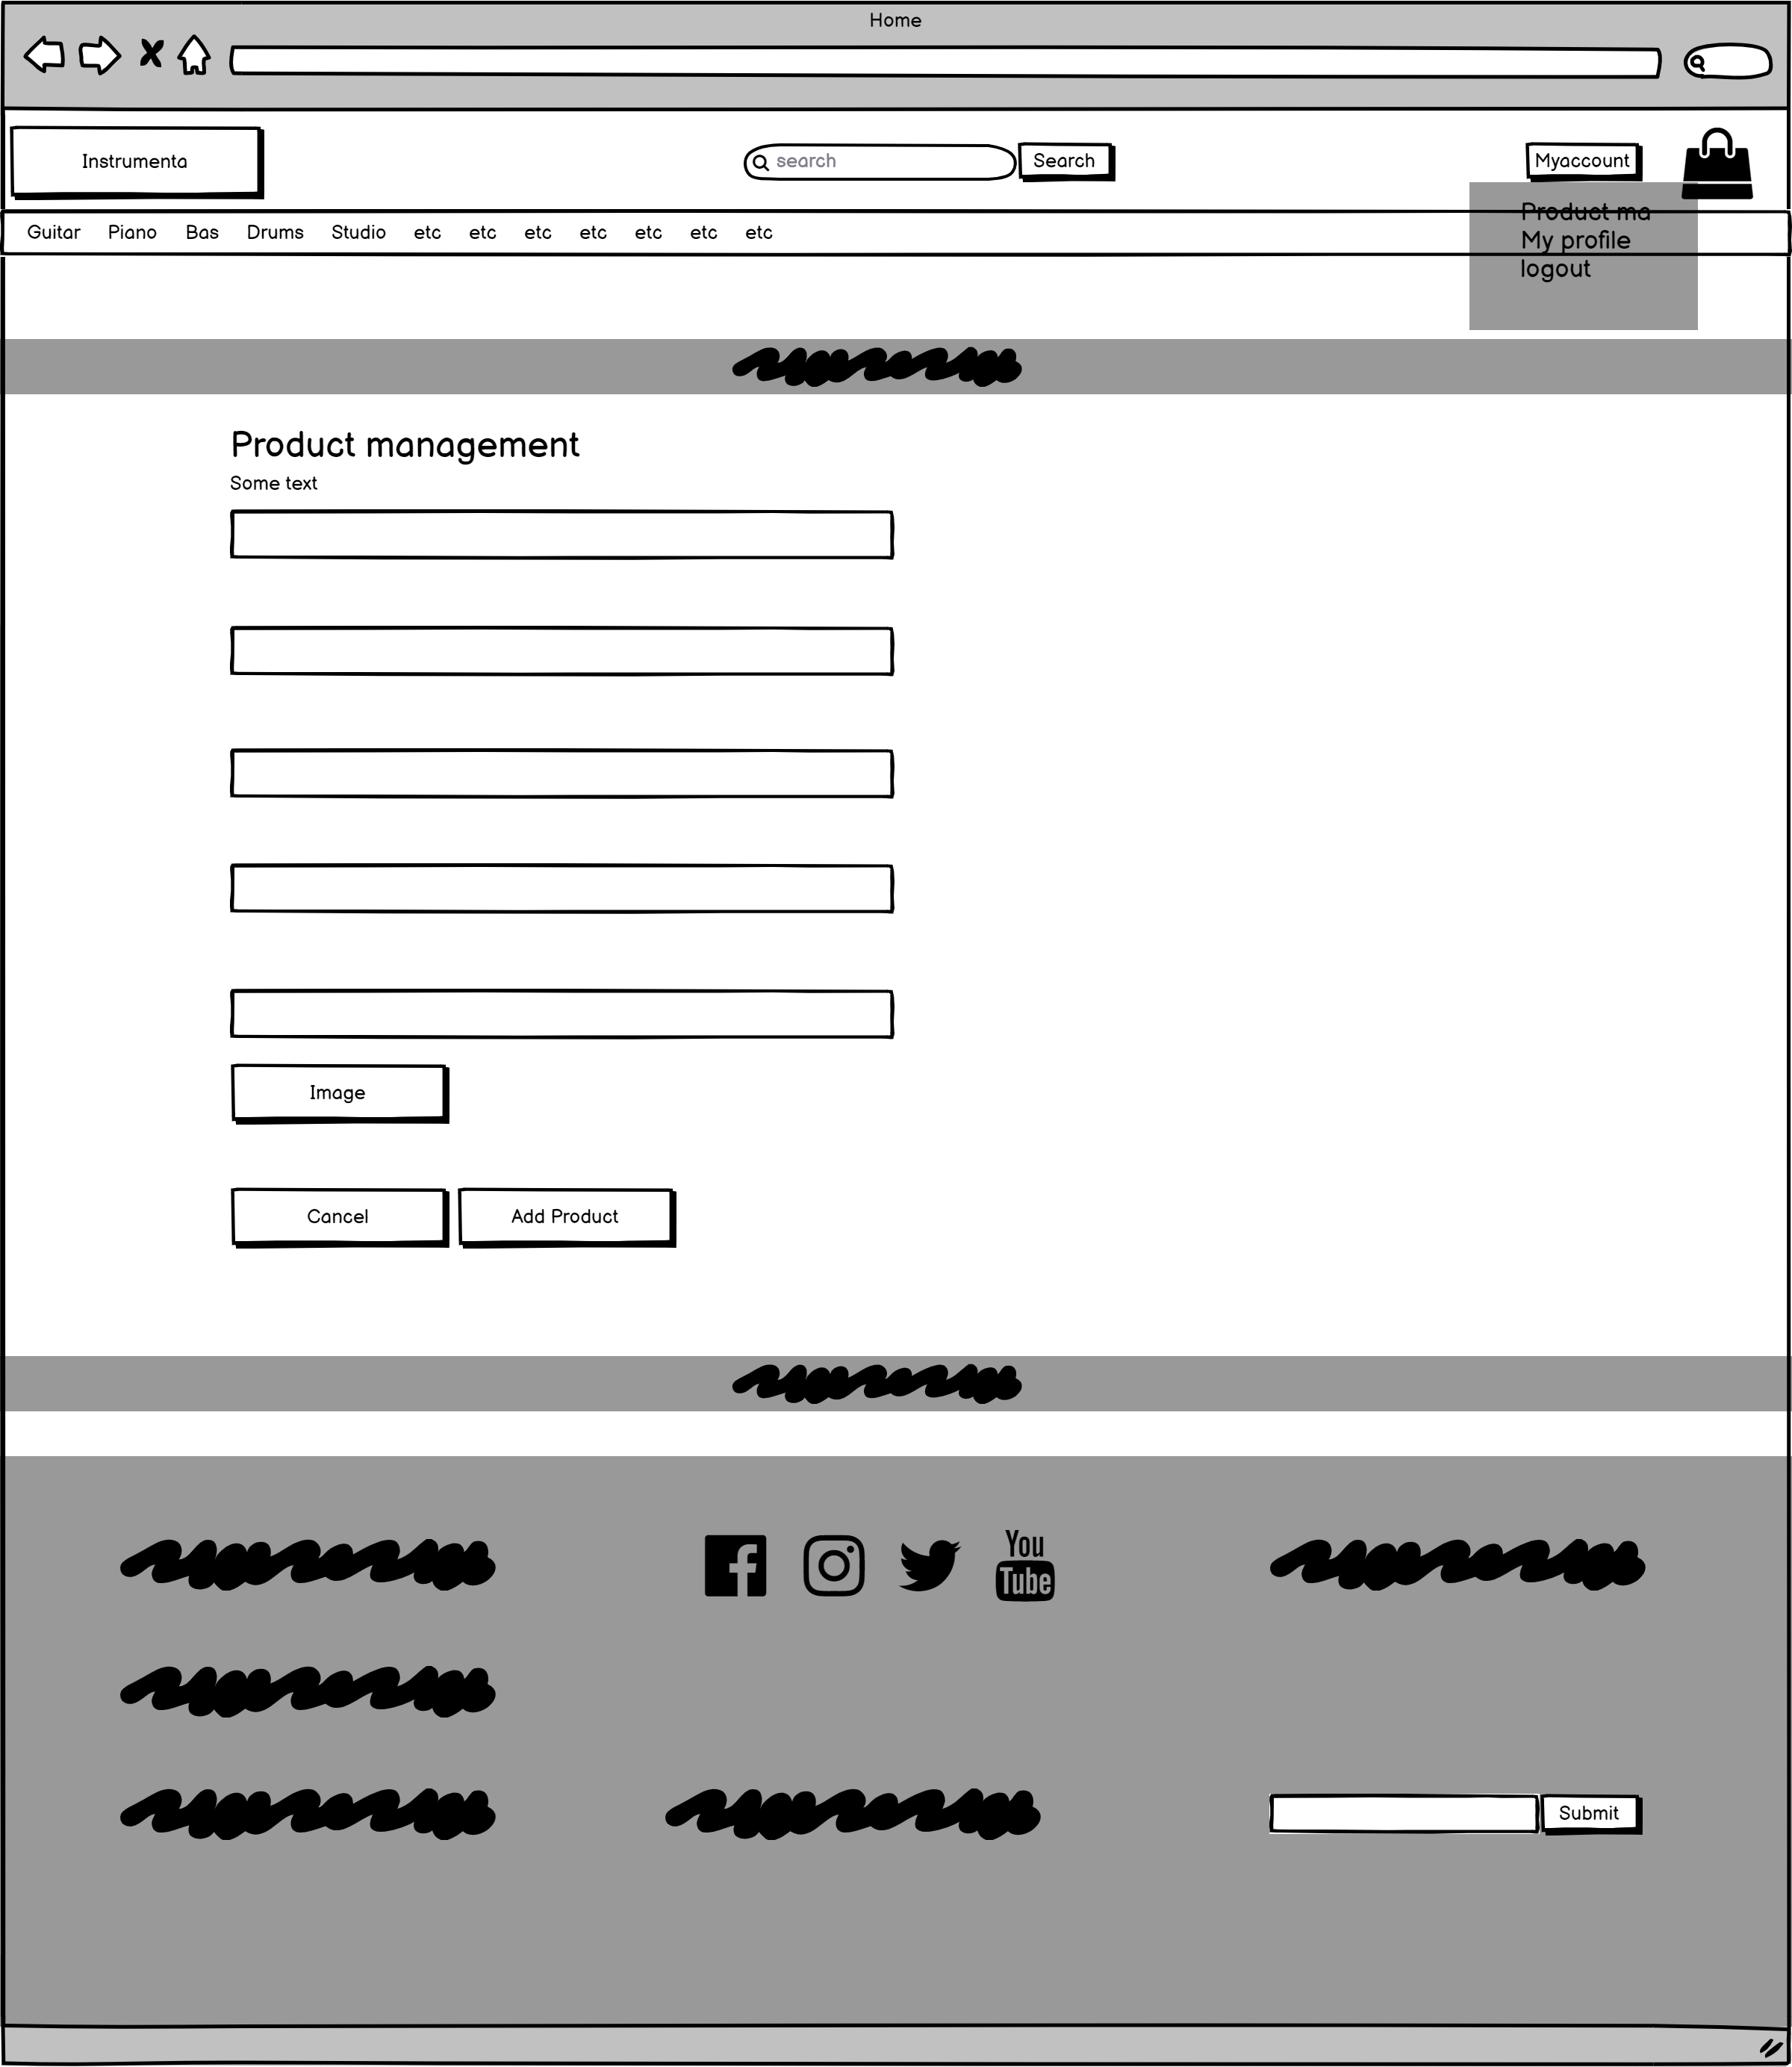 Home
Instrumenta
search
Search
Myaccount
Product ma
My profile
logout
Guitar Piano Bas Drums Studio etc etc etc etc etc etc etc
Product management
Some text
Image
Cancel
Add Product
You
Tube
Submit